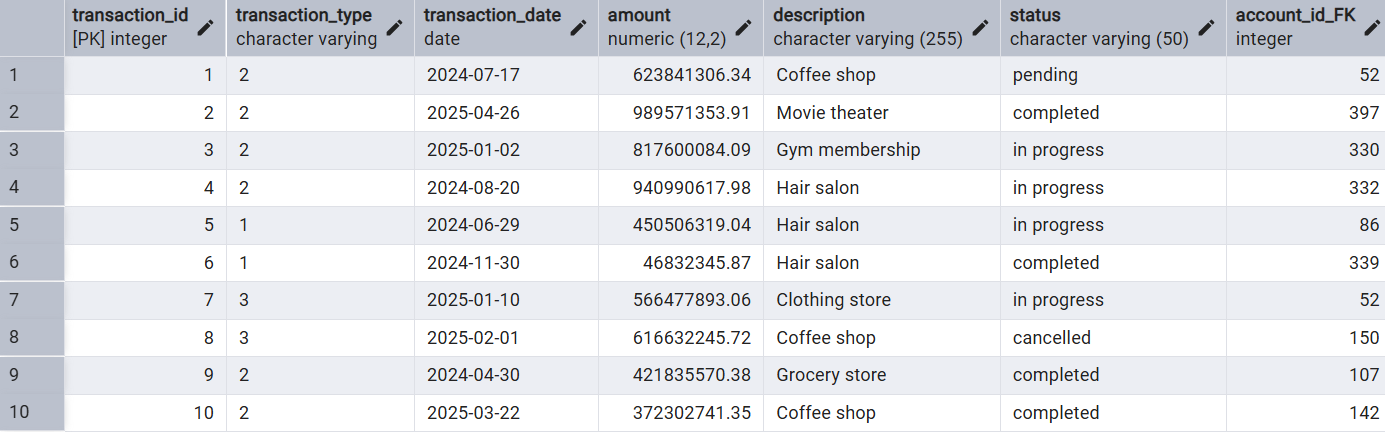 transaction_id transaction_type transaction_date amount description status account_id_FK
[PK] integer character varying date numeric (12,2) character varying (255) character varying (50) integer
1 1 2 2024-07-17 623841306.34 Coffee shop pending 52
2 2 2 2025-04-26 989571353.91 Movie theater completed 397
3 3 2 2025-01-02 817600084.09 Gym membership in progress 330
4 4 2 2024-08-20 940990617.98 Hair salon in progress 332
5 5 1 2024-06-29 450506319.04 Hair salon in progress 86
6 6 1 2024-11-30 46832345.87 Hair salon completed 339
7 7 3 2025-01-10 566477893.06 Clothing store in progress 52
8 8 3 2025-02-01 616632245.72 Coffee shop cancelled 150
9 9 2 2024-04-30 421835570.38 Grocery store completed 107
10 10 2 2025-03-22 372302741.35 Coffee shop completed 142